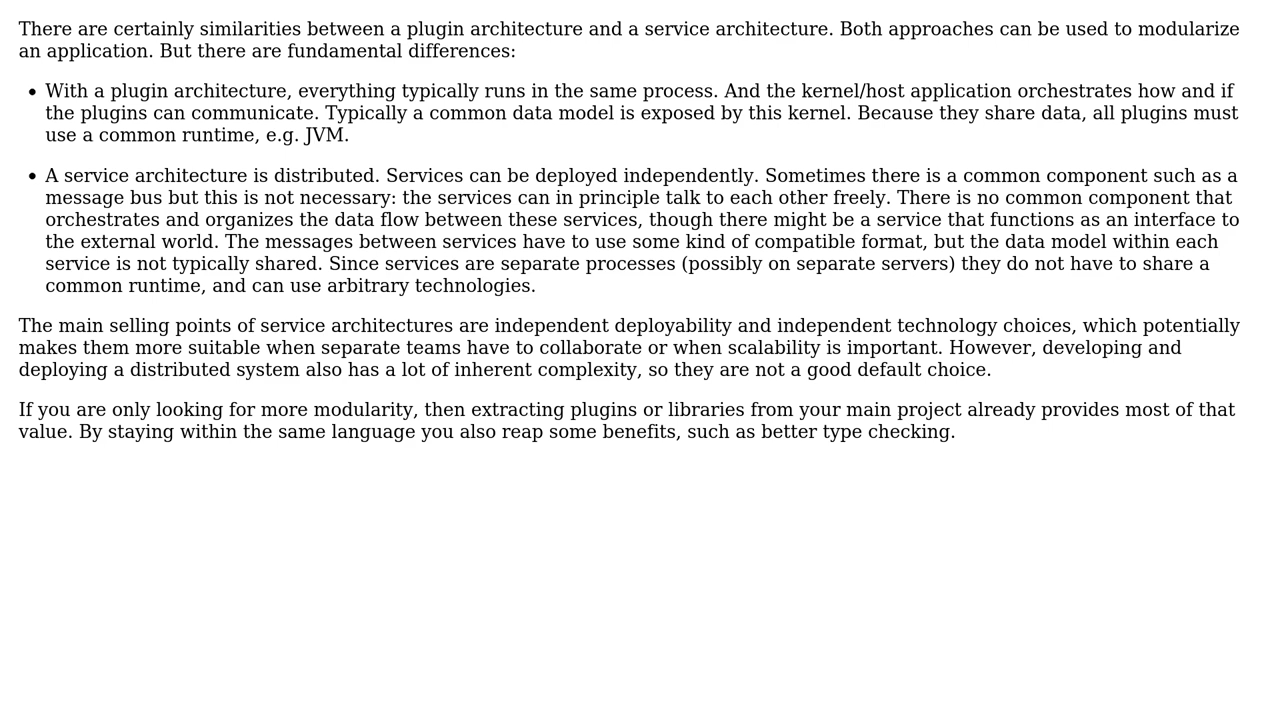 There are certainly similarities between a plugin architecture and a service architecture. Both approaches can be used to modularize
an application. But there are fundamental differences:
• With a plugin architecture, everything typically runs in the same process. And the kernel/host application orchestrates how and if
the plugins can communicate. Typically a common data model is exposed by this kernel. Because they share data, all plugins must
use a common runtime, e.g. JVM.
• A service architecture is distributed. Services can be deployed independently. Sometimes there is a common component such as a
message bus but this is not necessary: the services can in principle talk to each other freely. There is no common component that
orchestrates and organizes the data flow between these services, though there might be a service that functions as an interface to
the external world. The messages between services have to use some kind of compatible format, but the data model within each
service is not typically shared. Since services are separate processes (possibly on separate servers) they do not have to share a
common runtime, and can use arbitrary technologies.
The main selling points of service architectures are independent deployability and independent technology choices, which potentially
makes them more suitable when separate teams have to collaborate or when scalability is important. However, developing and
deploying a distributed system also has a lot of inherent complexity, so they are not a good default choice.
If you are only looking for more modularity, then extracting plugins or libraries from your main project already provides most of that
value. By staying within the same language you also reap some benefits, such as better type checking.